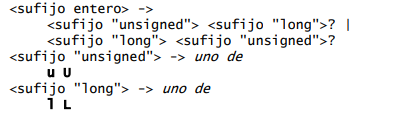 <sufijo entero> ->
<sufijo "unsigned"> <sufijo "long">? |
<sufijo "long"> <sufijo "unsigned">?
<sufijo "unsigned"> -> uno de
u U
<sufijo "long"> -> uno de
l L